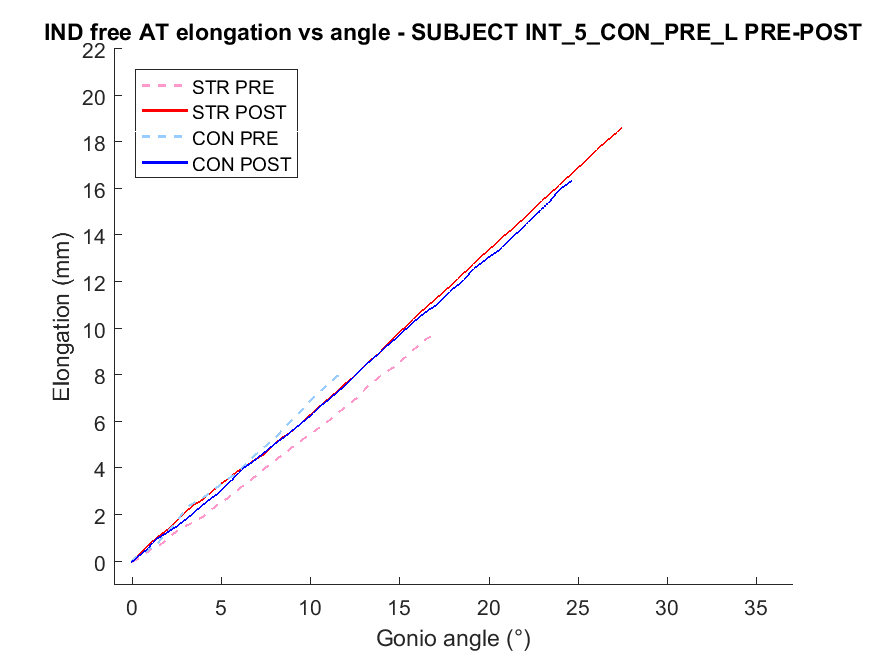 IND free AT elongation vs angle - SUBJECT INT_5_CON_PRE_L PRE-POST
22
20
18
16
14
12
10
8
6
4
2
0
Elongation (mm)
STR PRE
STR POST
CON PRE
CON POST
0 5 10 15 20 25 30 35
Gonio angle (°)